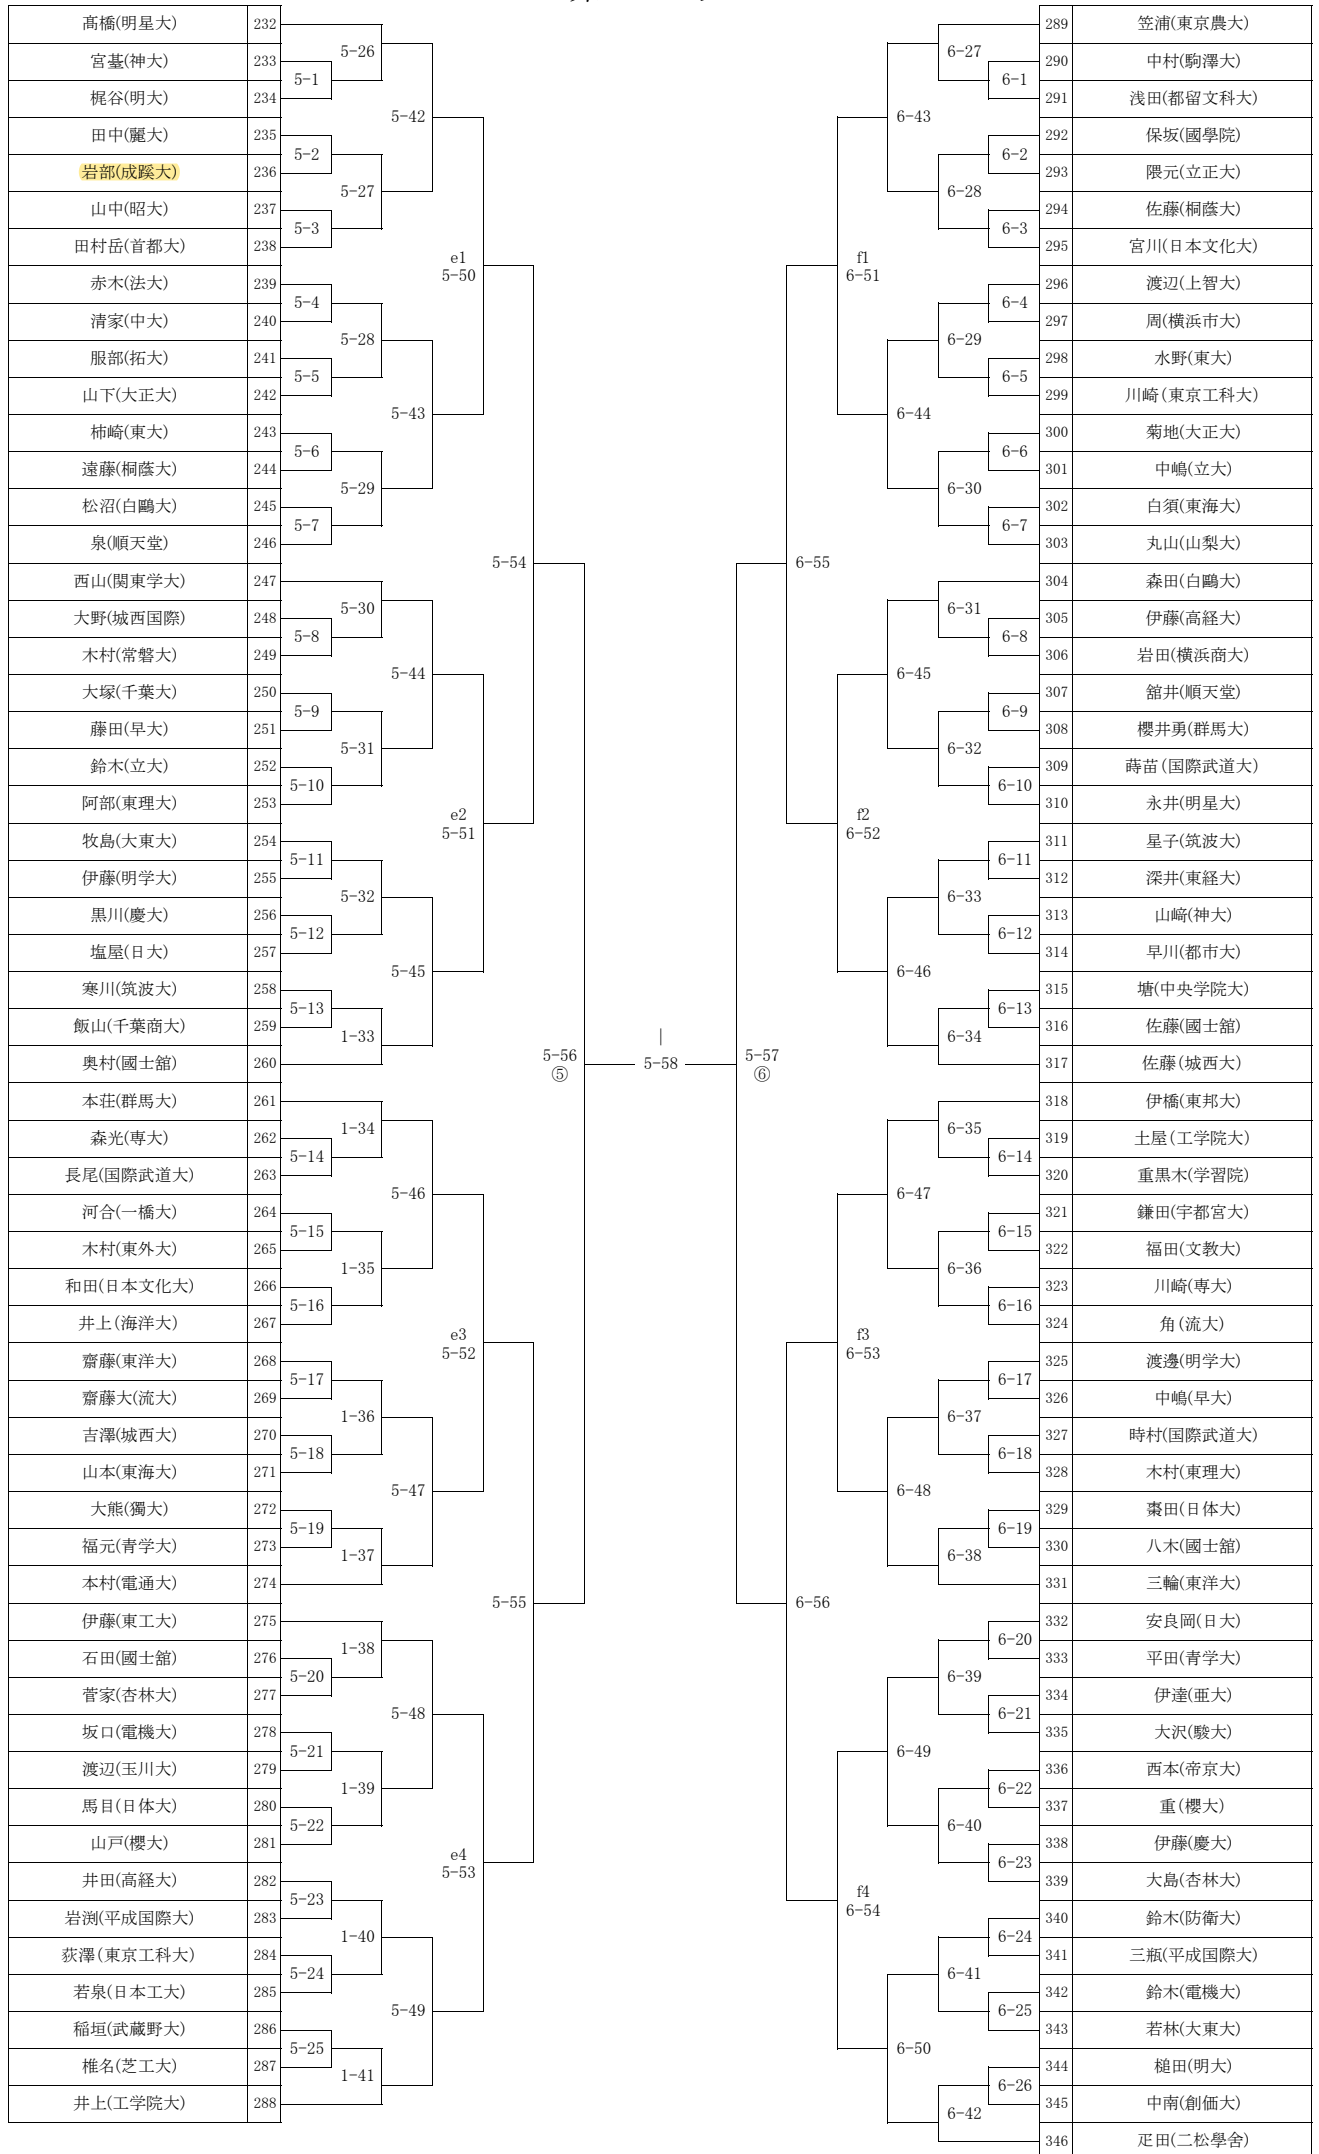 髙橋(明星大) 232
宮墓(神大) 233
梶谷(明大) 234
田中(麗大) 235
岩部(成蹊大) 236
山中(昭大) 237
田村岳(首都大) 238
赤木(法大) 239
清家(中大) 240
服部(拓大) 241
山下(大正大) 242
柿崎(東大) 243
遠藤(桐蔭大) 244
松沼(白鷗大) 245
泉(順天堂) 246
西山(関東学大) 247
大野(城西国際) 248
木村(常磐大) 249
大塚(千葉大) 250
藤田(早大) 251
鈴木(立大) 252
阿部(東理大) 253
牧島(大東大) 254
伊藤(明学大) 255
黒川(慶大) 256
塩屋(日大) 257
寒川(筑波大) 258
飯山(千葉商大) 259
奥村(國士舘) 260
本荘(群馬大) 261
森光(専大) 262
長尾(国際武道大) 263
河合(一橋大) 264
木村(東外大) 265
和田(日本文化大) 266
井上(海洋大) 267
齋藤(東洋大) 268
齋藤大(流大) 269
吉澤(城西大) 270
山本(東海大) 271
大熊(獨大) 272
福元(青学大) 273
本村(電通大) 274
伊藤(東工大) 275
石田(國士舘) 276
菅家(杏林大) 277
坂口(電機大) 278
渡辺(玉川大) 279
馬目(日体大) 280
山戸(櫻大) 281
井田(高経大) 282
岩渕(平成国際大) 283
荻澤(東京工科大) 284
若泉(日本工大) 285
稲垣(武蔵野大) 286
椎名(芝工大) 287
井上(工学院大) 288
5-1
5-2
5-3
5-4
5-5
5-6
5-7
5-8
5-9
5-10
5-11
5-12
5-13
5-14
5-15
5-16
5-17
5-18
5-19
5-20
5-21
5-22
5-23
5-24
5-25
5-26
5-27
5-28
5-29
5-30
5-31
5-32
1-33
1-34
1-35
1-36
1-37
1-38
1-39
1-40
1-41
5-42
5-43
5-44
5-45
5-46
5-47
5-48
5-49
e1
5-50
e2
5-51
e3
5-52
e4
5-53
5-54
5-55
5-56
⑤
5-58
5-57
⑥
6-55
6-56
f1
6-51
f2
6-52
f3
6-53
f4
6-54
6-43
6-44
6-45
6-46
6-47
6-48
6-49
6-50
6-27
6-28
6-29
6-30
6-31
6-32
6-33
6-34
6-35
6-36
6-37
6-38
6-39
6-40
6-41
6-42
6-1
6-2
6-3
6-4
6-5
6-6
6-7
6-8
6-9
6-10
6-11
6-12
6-13
6-14
6-15
6-16
6-17
6-18
6-19
6-20
6-21
6-22
6-23
6-24
6-25
6-26
289 笠浦(東京農大)
290 中村(駒澤大)
291 浅田(都留文科大)
292 保坂(國學院)
293 隈元(立正大)
294 佐藤(桐蔭大)
295 宮川(日本文化大)
296 渡辺(上智大)
297 周(横浜市大)
298 水野(東大)
299 川崎(東京工科大)
300 菊地(大正大)
301 中嶋(立大)
302 白須(東海大)
303 丸山(山梨大)
304 森田(白鷗大)
305 伊藤(高経大)
306 岩田(横浜商大)
307 舘井(順天堂)
308 櫻井勇(群馬大)
309 蒔苗(国際武道大)
310 永井(明星大)
311 星子(筑波大)
312 深井(東経大)
313 山﨑(神大)
314 早川(都市大)
315 塘(中央学院大)
316 佐藤(國士舘)
317 佐藤(城西大)
318 伊橋(東邦大)
319 土屋(工学院大)
320 重黒木(学習院)
321 鎌田(宇都宮大)
322 福田(文教大)
323 川崎(専大)
324 角(流大)
325 渡邊(明学大)
326 中嶋(早大)
327 時村(国際武道大)
328 木村(東理大)
329 棗田(日体大)
330 八木(國士舘)
331 三輪(東洋大)
332 安良岡(日大)
333 平田(青学大)
334 伊達(亜大)
335 大沢(駿大)
336 西本(帝京大)
337 重(櫻大)
338 伊藤(慶大)
339 大島(杏林大)
340 鈴木(防衛大)
341 三瓶(平成国際大)
342 鈴木(電機大)
343 若林(大東大)
344 槌田(明大)
345 中南(創価大)
346 疋田(二松學舍)